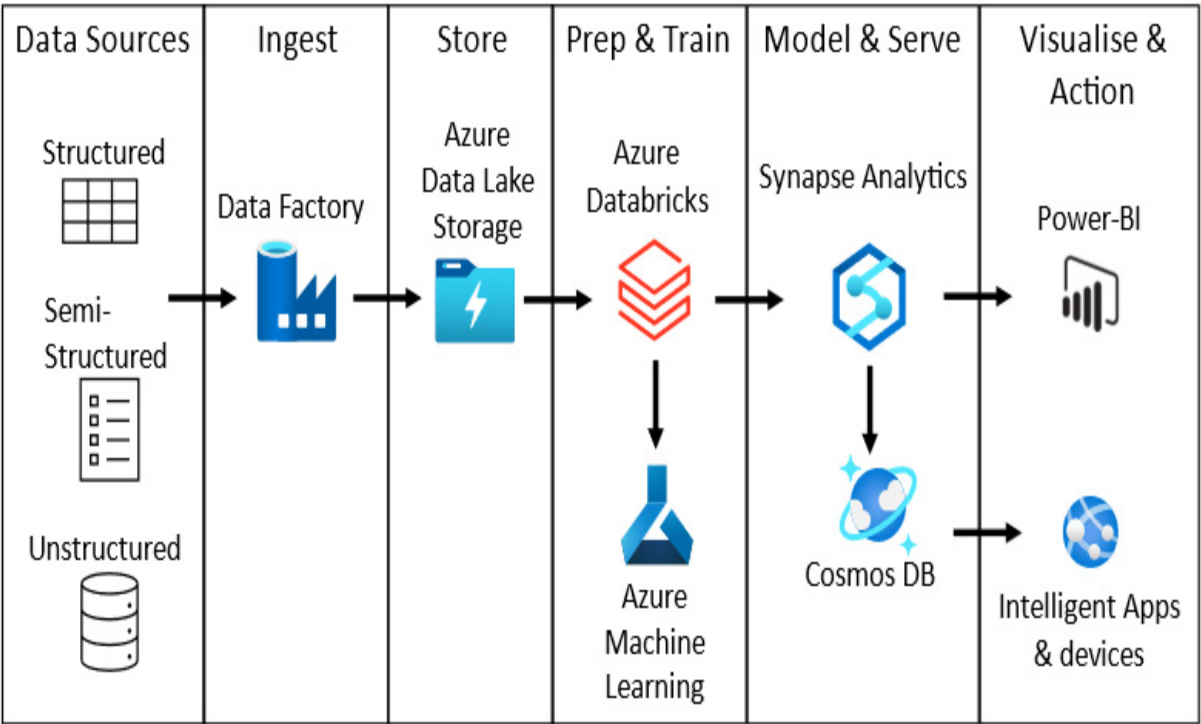 Data Sources
Structured
Semi-
Structured
Unstructured
Ingest
Data Factory
Store
Azure
Data Lake
Storage
Prep & Train
Azure
Databricks
Azure
Machine
Learning
Model & Serve
Synapse Analytics
Cosmos DB
Visualise &
Action
Power-BI
Intelligent Apps
& devices